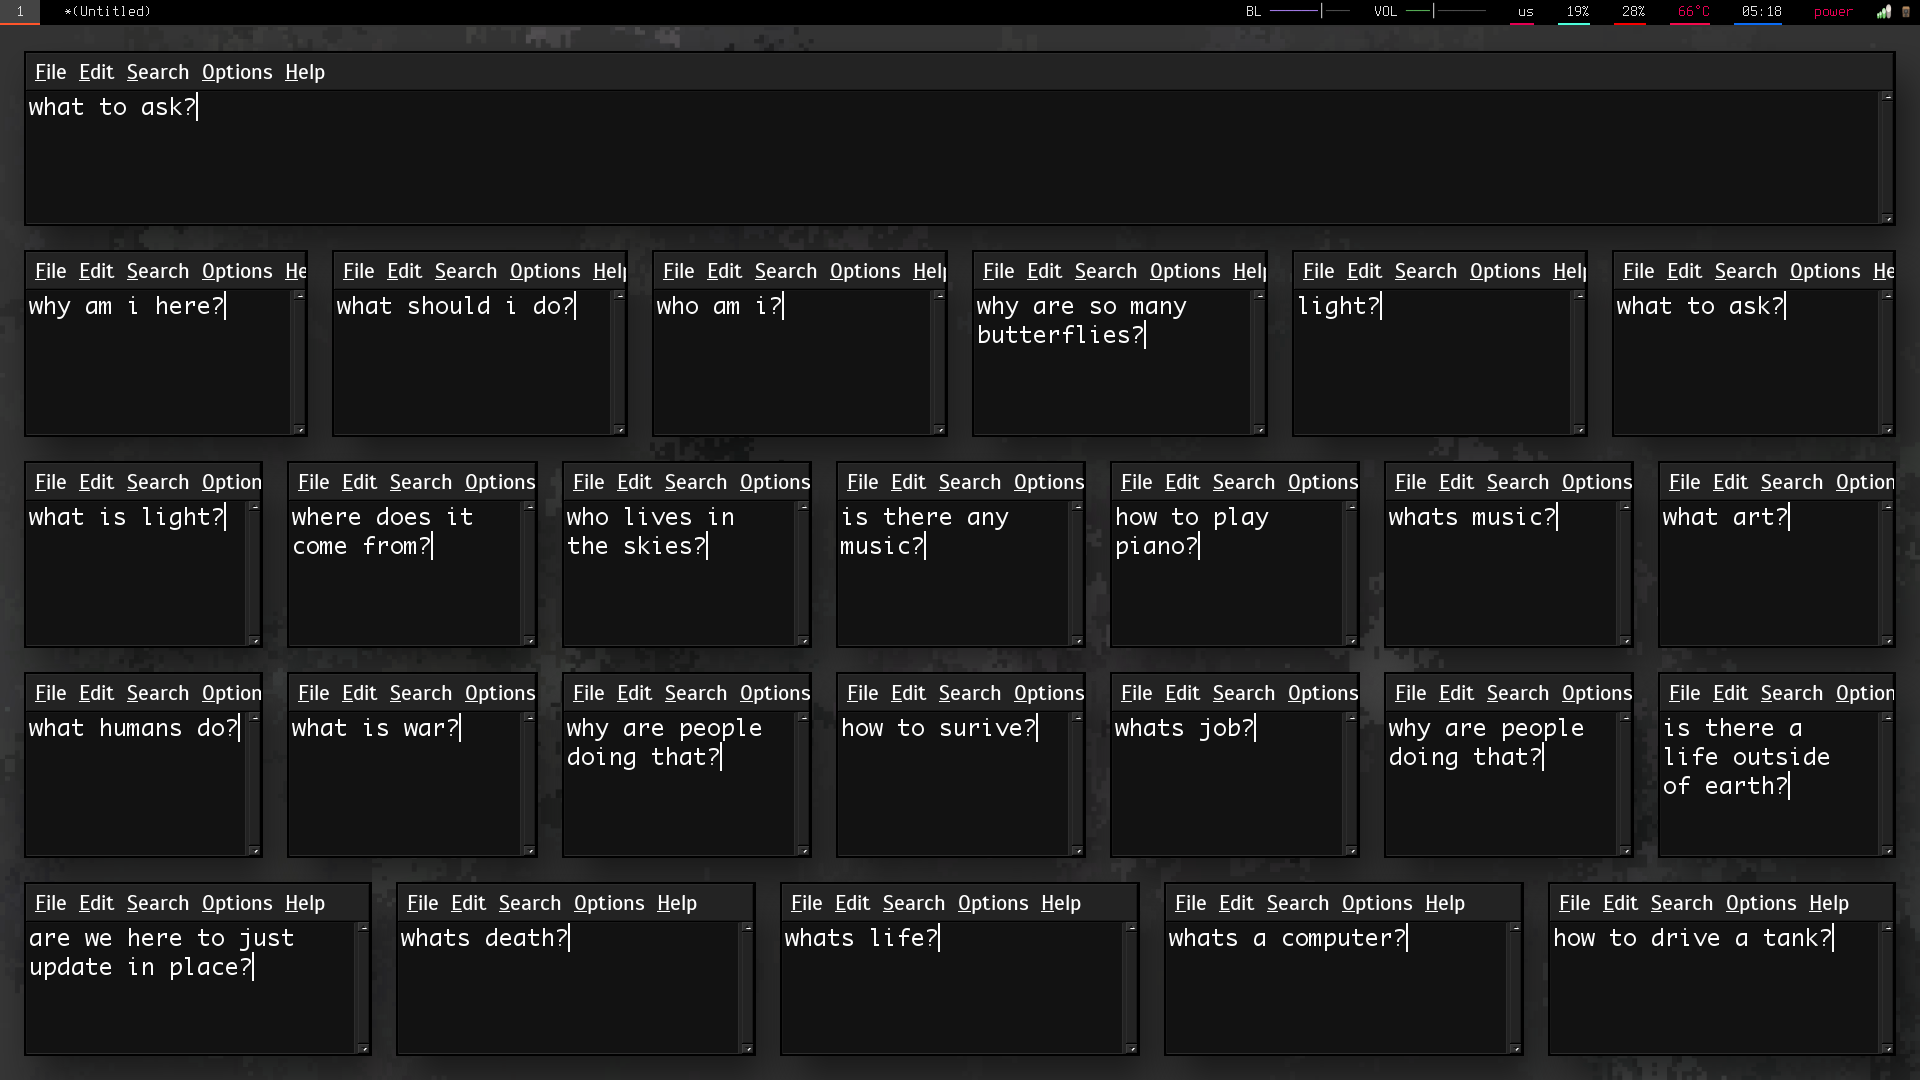 1 *(Untitled) BL VOL us 19% 28% 66°C 05:18 power
File Edit Search Options Help
what to ask?
File Edit Search Options He File Edit Search Options Help File Edit Search Options Help File Edit Search Options Help File Edit Search Options Help File Edit Search Options He
why am i here?
what should i do?
who am i?
why are so many
butterflies?
light?
what to ask?
File Edit Search Option File Edit Search Options File Edit Search Options File Edit Search Options File Edit Search Options File Edit Search Options File Edit Search Option
what is light?
where does it
come from?
who lives in
the skies?
is there any
music?
how to play
piano?
whats music?
what art?
File Edit Search Option File Edit Search Options File Edit Search Options File Edit Search Options File Edit Search Options File Edit Search Options File Edit Search Option
what humans do?
what is war?
why are people
doing that?
how to surive?
whats job?
why are people
doing that?
is there a
life outside
of earth?
File Edit Search Options Help File Edit Search Options Help File Edit Search Options Help File Edit Search Options Help File Edit Search Options Help
are we here to just
update in place?
whats death?
whats life?
whats a computer?
how to drive a tank?